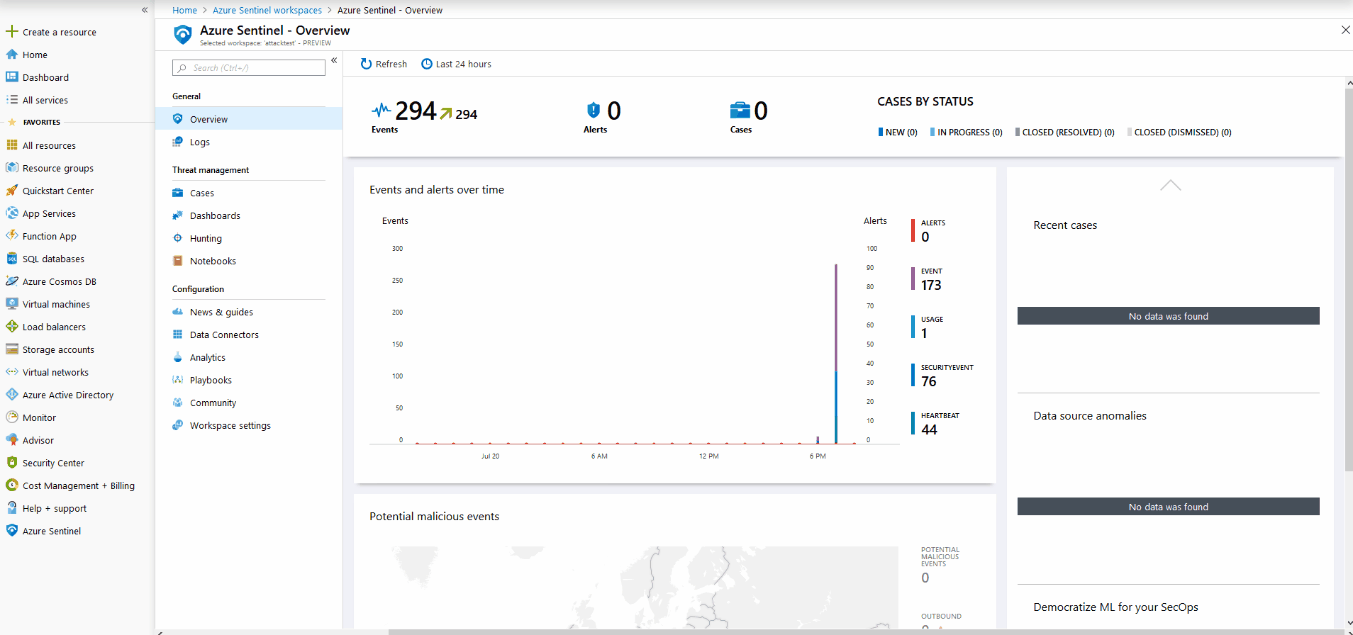 Create a resource
Home
Dashboard
All services
FAVORITES
All resources
Resource groups
Quickstart Center
App Services
Function App
SQL databases
Azure Cosmos DB
Virtual machines
Load balancers
Storage accounts
Virtual networks
Azure Active Directory
Monitor
Advisor
Security Center
Cost Management + Billing
Help + support
Azure Sentinel
Home > Azure Sentinel workspaces > Azure Sentinel - Overview
Azure Sentinel - Overview
Selected workspace: 'attacktest' - PREVIEW
Search (Ctrl+/)
General
Overview
Logs
Threat management
Cases
Dashboards
Hunting
Notebooks
Configuration
News & guides
Data Connectors
Analytics
Playbooks
Community
Workspace settings
Refresh Last 24 hours
294 294
Events
0
Alerts
0
Cases
CASES BY STATUS
NEW (0) IN PROGRESS (0) CLOSED (RESOLVED) (0) CLOSED (DISMISSED) (0)
Events and alerts over time
Events Alerts
300
250
200
150
100
50
0
100
90
80
70
60
50
40
30
20
10
0
Jul 20 6 AM 12 PM 6 PM
ALERTS
0
EVENT
173
USAGE
1
SECURITYEVENT
76
HEARTBEAT
44
Potential malicious events
POTENTIAL
MALICIOUS
EVENTS
0
OUTBOUND
Recent cases
No data was found
Data source anomalies
No data was found
Democratize ML for your SecOps